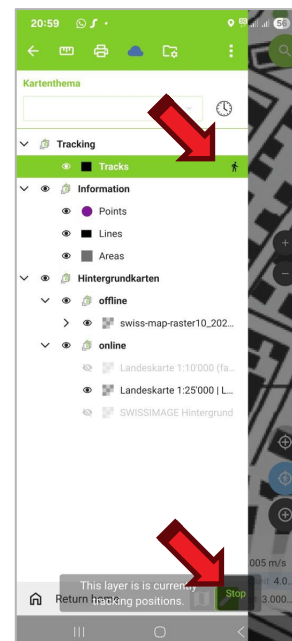 20:59
56
Kartenthema
Tracking
Tracks
Information
Points
Lines
Areas
Hintergrundkarten
offline
swiss-map-raster10_202...
online
Landeskarte 1:10'000 (fa...
Landeskarte 1:25'000 | L...
SWISSIMAGE Hintergrund
005 m/s
4.0..
3.000...
This layer is is currently
tracking positions.
Stop
Return home